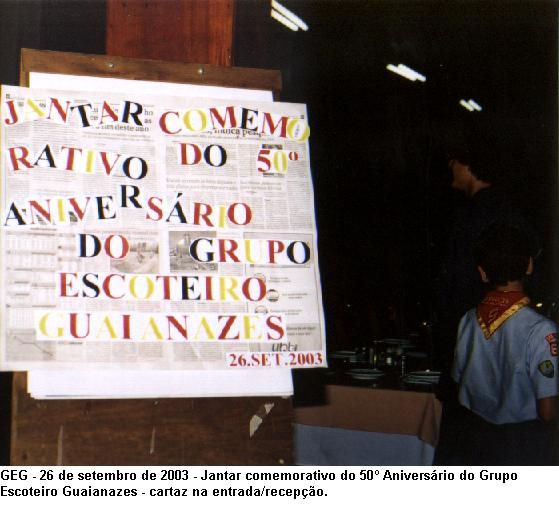 JANTAR COMEMO
RATIVO DO 50º
ANIVERSÁRIO
DO GRUPO
ESCOTEIRO
GUAIANAZES
26.SET.2003
GEG - 26 de setembro de 2003 - Jantar comemorativo do 50º Aniversário do Grupo
Escoteiro Guaianazes - cartaz na entrada/recepção.